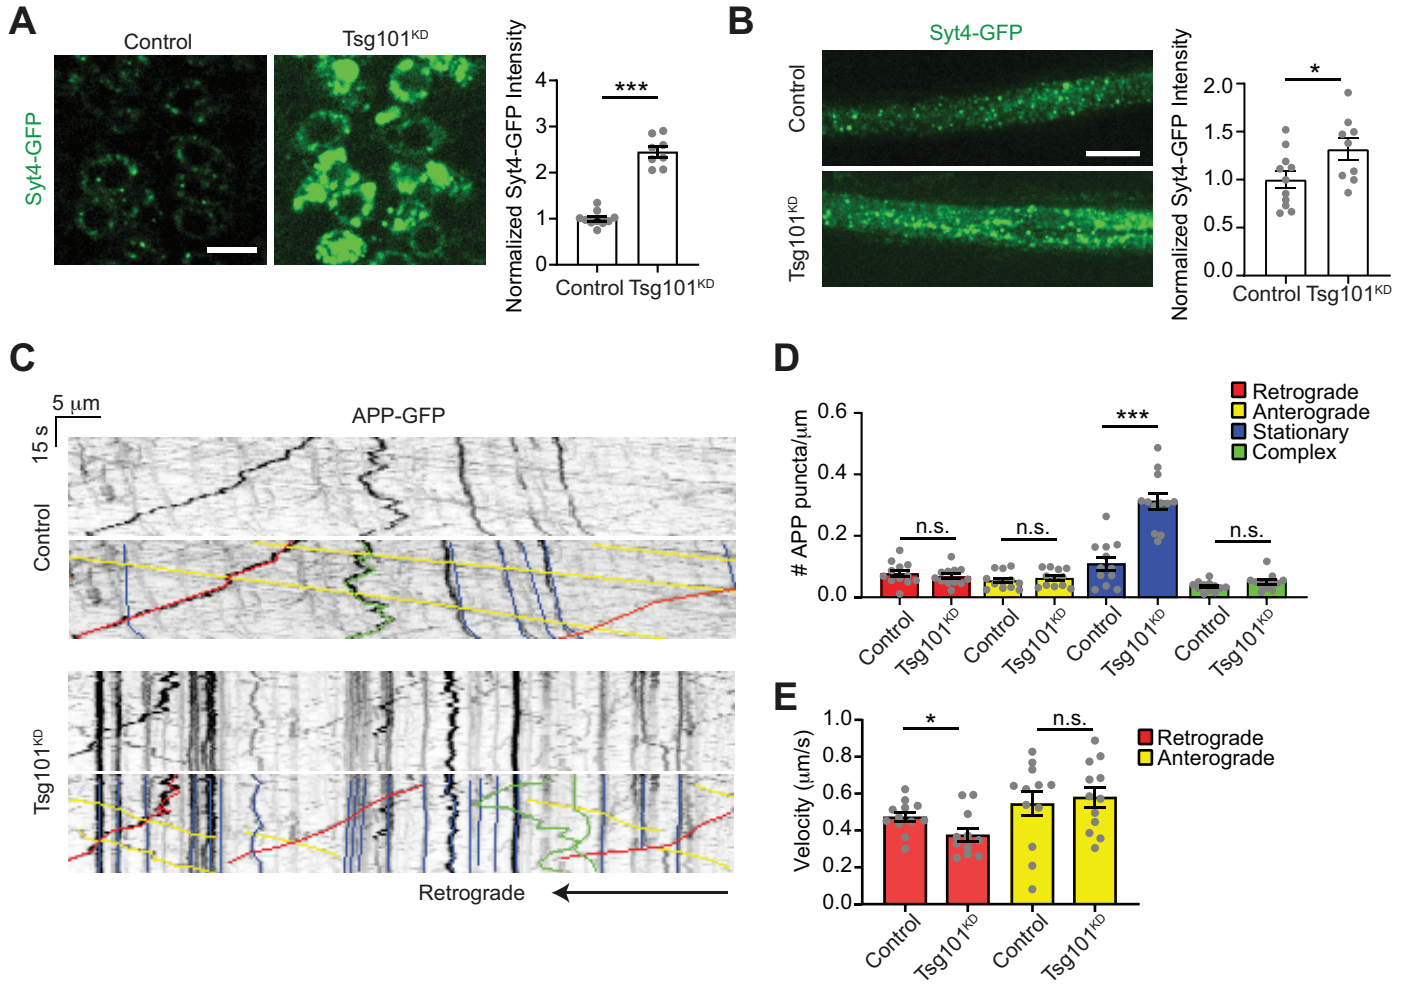 A
Control
Tsg101KD
Syt4-GFP
Normalized Syt4-GFP Intensity
4
3
2
1
0
***
Control Tsg101KD
B
Syt4-GFP
Control
Tsg101KD
Normalized Syt4-GFP Intensity
2.0
1.5
1.0
0.5
0.0
*
Control Tsg101KD
C
5 μm
15 s
APP-GFP
Control
Tsg101KD
Retrograde
D
# APP puncta/μm
0.6
0.4
0.2
0.0
n.s.
n.s.
***
n.s.
Retrograde
Anterograde
Stationary
Complex
Control
Tsg101KD
Control
Tsg101KD
Control
Tsg101KD
Control
Tsg101KD
E
Velocity (μm/s)
1.0
0.8
0.6
0.4
0.2
0.0
*
n.s.
Retrograde
Anterograde
Control
Tsg101KD
Control
Tsg101KD